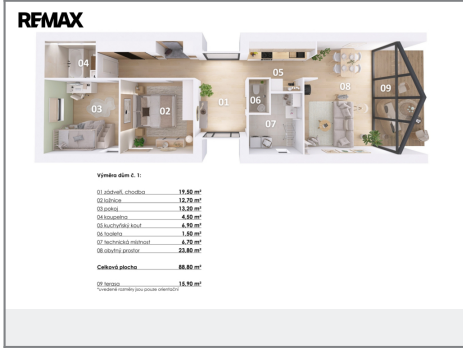 RE/MAX
04
03
02
01
05
06
07
08
09
Výměra dům č. 1:
01 zádveří, chodba 19,50 m²
02 ložnice 12,70 m²
03 pokoj 13,20 m²
04 koupelna 4,50 m²
05 kuchyňský kout 6,90 m²
06 toaleta 1,50 m²
07 technická místnost 6,70 m²
08 obytný prostor 23,80 m²
Celková plocha 88,80 m²
09 terasa 15,90 m²
*uvedené rozměry jsou pouze orientační